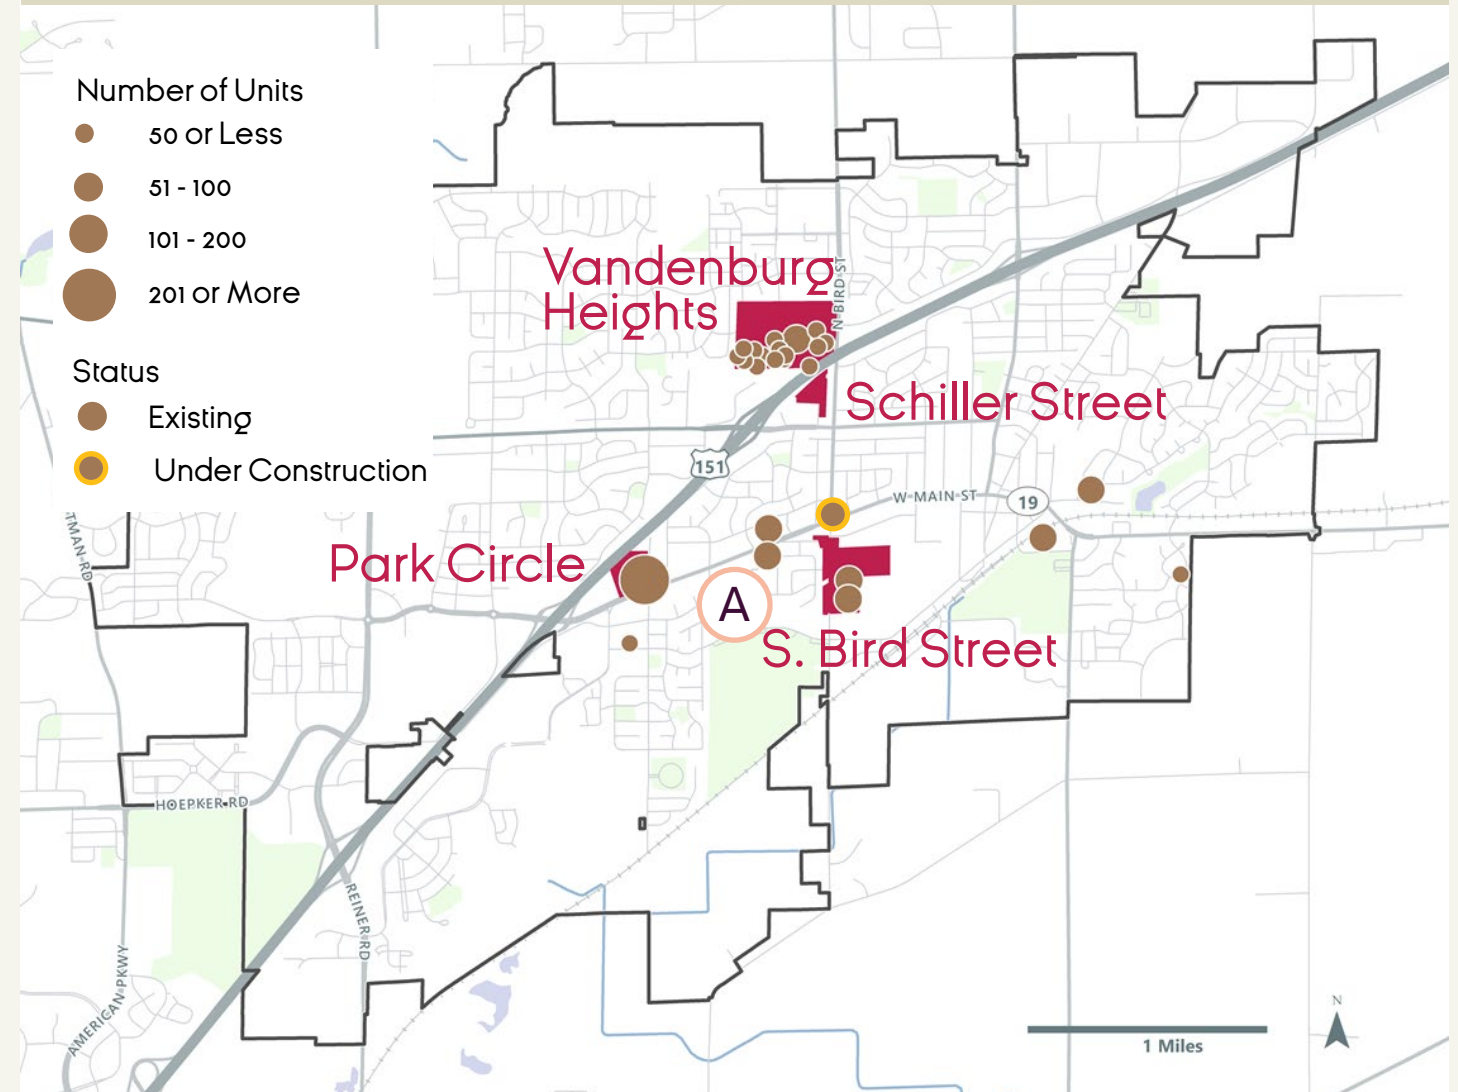 Number of Units
50 or Less
51 - 100
101 - 200
201 or More
Status
Existing
Under Construction
Vandenburg
Heights
N BIRD ST
Schiller Street
151
W MAIN ST
19
Park Circle
A
S. Bird Street
TMAN RD
HOEPKER RD
REINER RD
AMERICAN PKWY
N
1 Miles